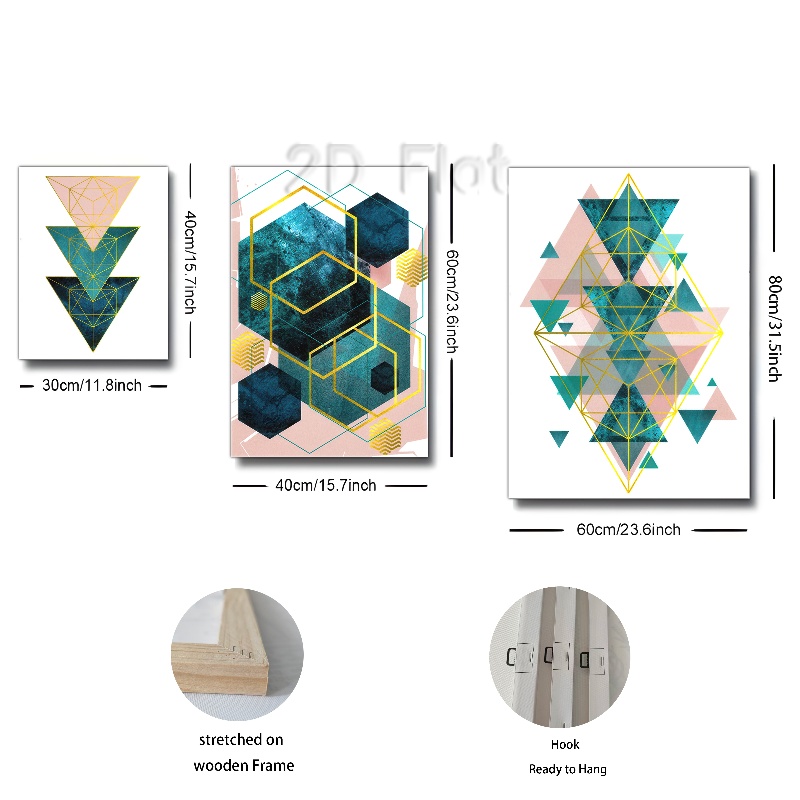 2D Flat
40cm/15.7inch
30cm/11.8inch
60cm/23.6inch
40cm/15.7inch
80cm/31.5inch
60cm/23.6inch
stretched on
wooden Frame
Hook
Ready to Hang